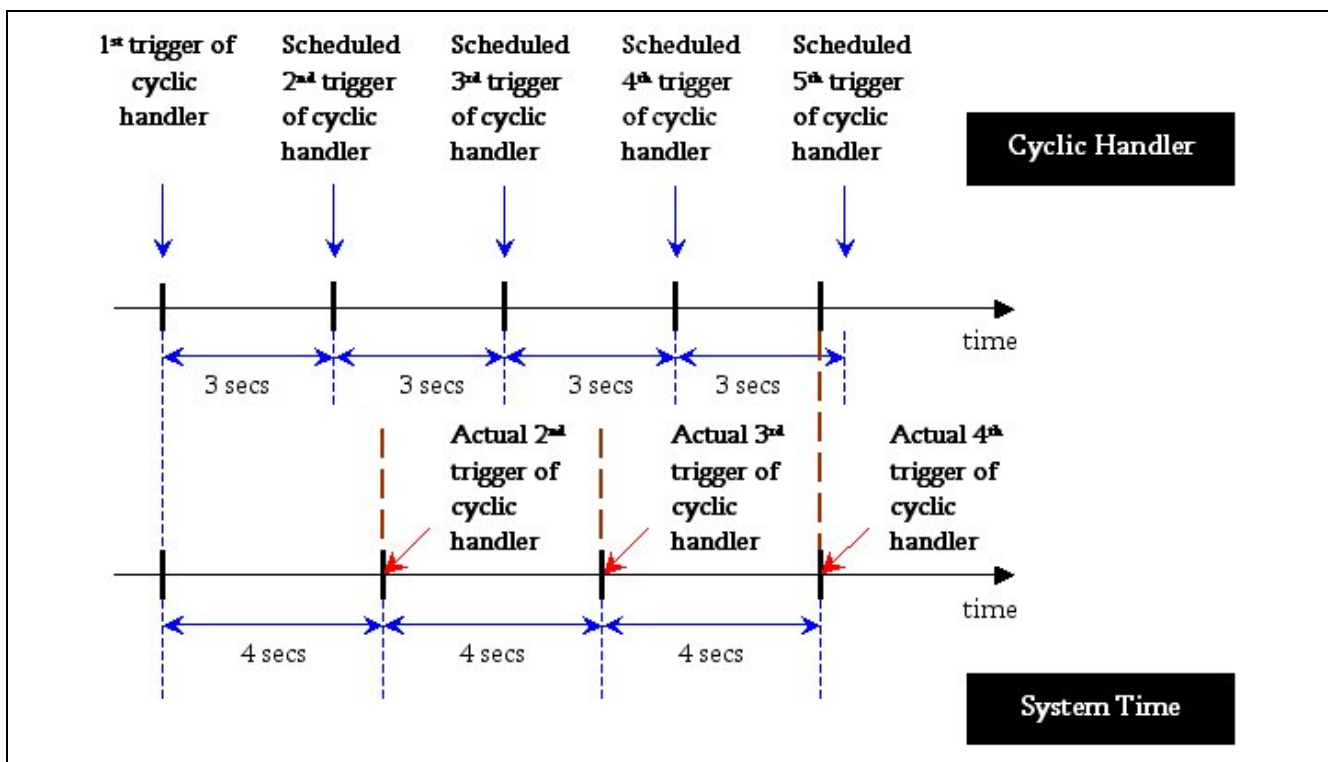 1st trigger of
cyclic
handler
Scheduled
2nd trigger
of cyclic
handler
Scheduled
3rd trigger
of cyclic
handler
Scheduled
4th trigger
of cyclic
handler
Scheduled
5th trigger
of cyclic
handler
Cyclic Handler
time
3 secs
3 secs
3 secs
3 secs
Actual 2nd
trigger of
cyclic
handler
Actual 3rd
trigger of
cyclic
handler
Actual 4th
trigger of
cyclic
handler
time
4 secs
4 secs
4 secs
System Time